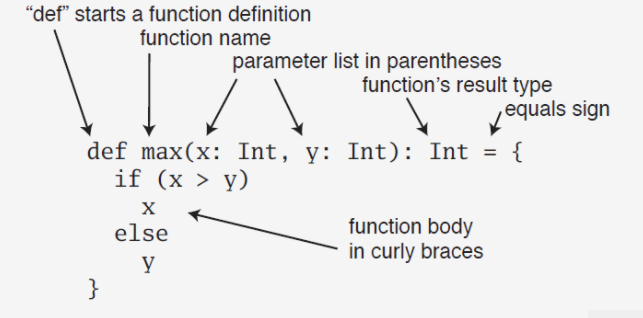 "def" starts a function definition
function name
parameter list in parentheses
function's result type
equals sign
def max(x: Int, y: Int): Int = {
if (x > y)
x
else
y
}
function body
in curly braces